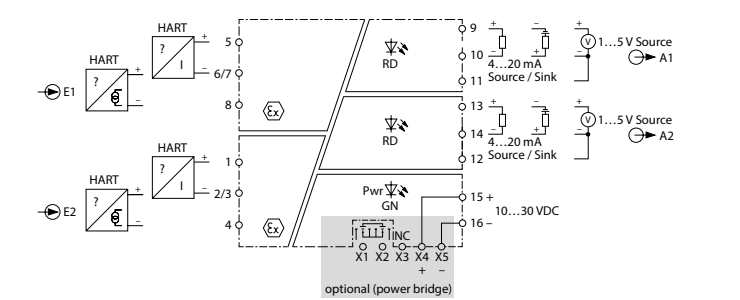 HART
?
I
+
–
5
6/7
8
HART
?
+
–
E1
Ex
RD
9
10
11
+
–
4…20 mA
Source / Sink
–
+
+
–
V
1…5 V Source
A1
RD
13
14
12
+
–
4…20 mA
Source / Sink
–
+
+
–
V
1…5 V Source
A2
HART
?
I
+
–
1
2/3
4
HART
?
+
–
E2
Ex
Pwr
GN
15 +
16 –
10…30 VDC
NC
X1 X2 X3 X4 X5
+ –
optional (power bridge)